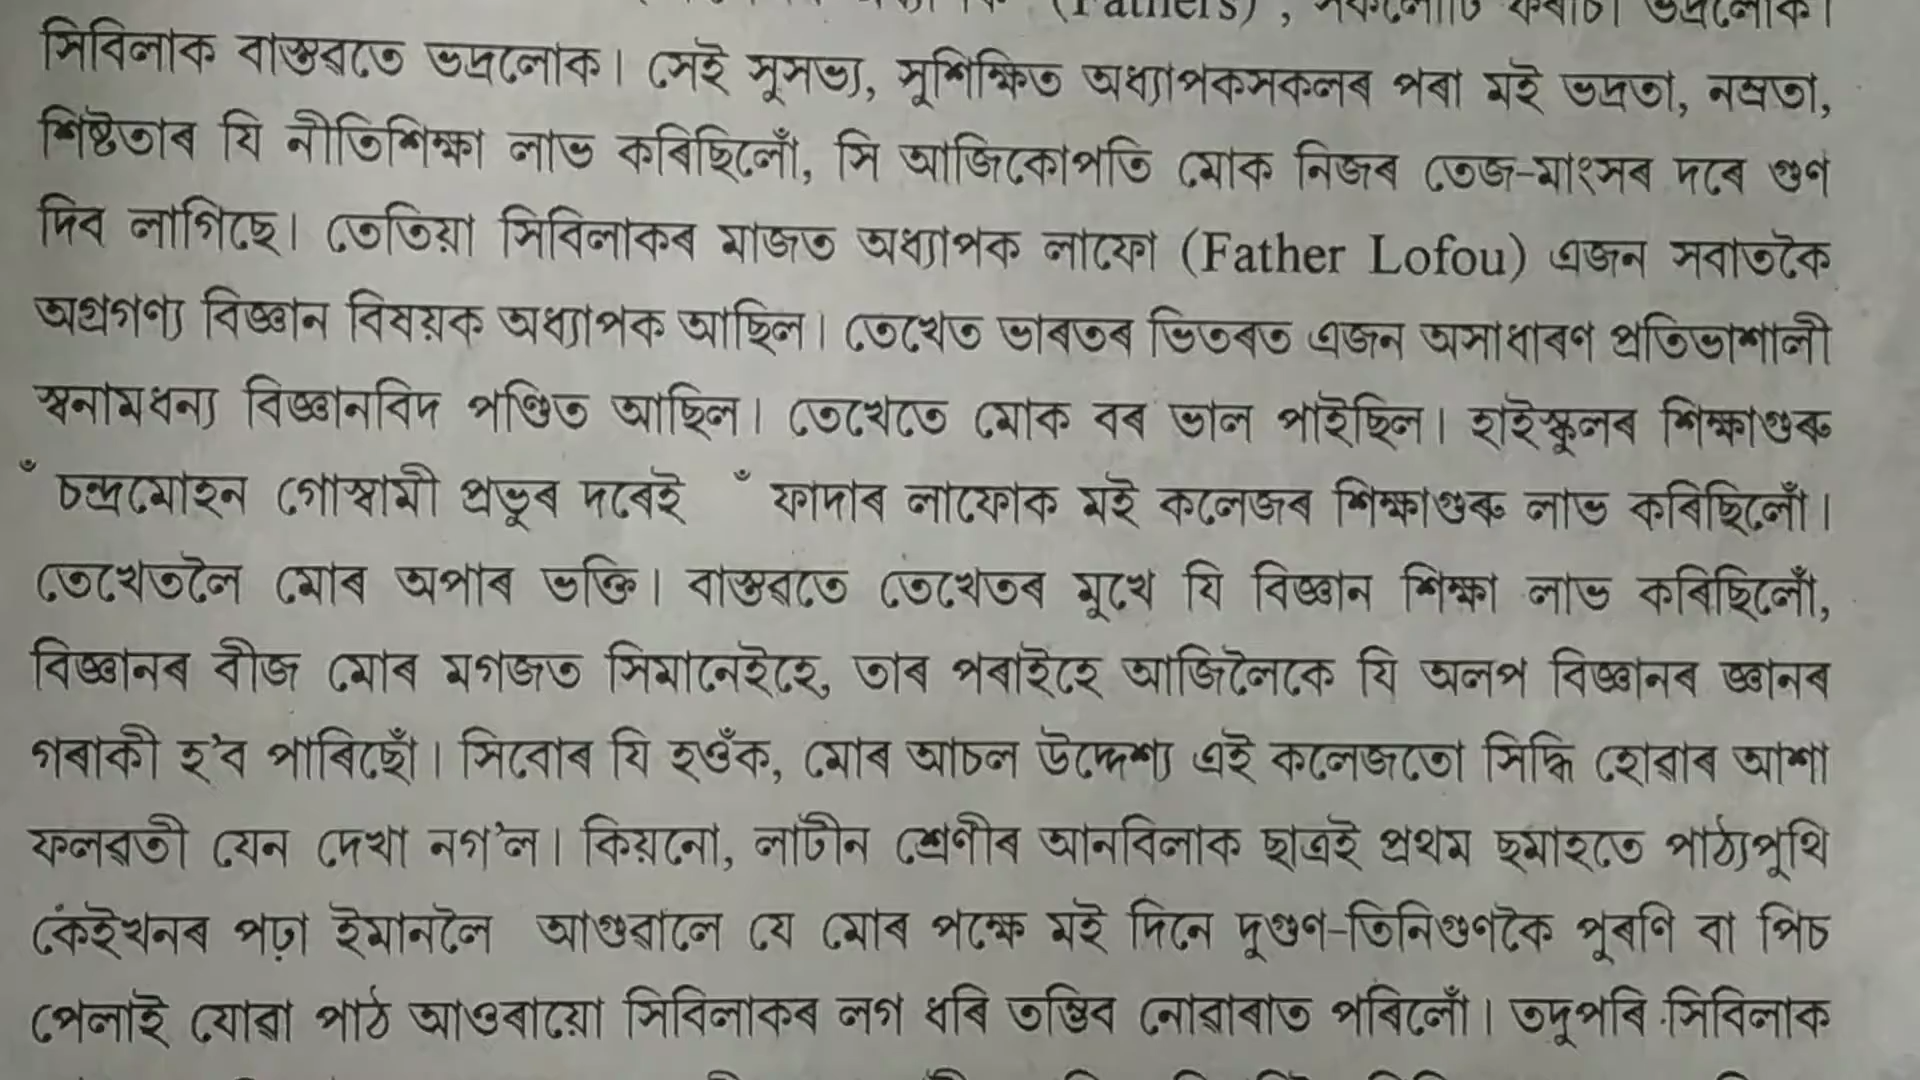 (Fathers), সকলোটি ফৰাচী ভদ্ৰলোক।
সিবিলাক বাস্তৱতে ভদ্ৰলোক। সেই সুসভ্য, সুশিক্ষিত অধ্যাপকসকলৰ পৰা মই ভদ্ৰতা, নম্ৰতা,
শিষ্টতাৰ যি নীতিশিক্ষা লাভ কৰিছিলোঁ, সি আজিকোপতি মোক নিজৰ তেজ-মাংসৰ দৰে গুণ
দিব লাগিছে। তেতিয়া সিবিলাকৰ মাজত অধ্যাপক লাফো (Father Lofou) এজন সবাতকৈ
অগ্ৰগণ্য বিজ্ঞান বিষয়ক অধ্যাপক আছিল। তেখেত ভাৰতৰ ভিতৰত এজন অসাধাৰণ প্ৰতিভাশালী
স্বনামধন্য বিজ্ঞানবিদ পণ্ডিত আছিল। তেখেতে মোক বৰ ভাল পাইছিল। হাইস্কুলৰ শিক্ষাগুৰু
ঁ চন্দ্ৰমোহন গোস্বামী প্ৰভুৰ দৰেই ঁ ফাদাৰ লাফোক মই কলেজৰ শিক্ষাগুৰু লাভ কৰিছিলোঁ।
তেখেতলৈ মোৰ অপাৰ ভক্তি। বাস্তৱতে তেখেতৰ মুখে যি বিজ্ঞান শিক্ষা লাভ কৰিছিলোঁ,
বিজ্ঞানৰ বীজ মোৰ মগজত সিমানেইহে, তাৰ পৰাইহে আজিলৈকে যি অলপ বিজ্ঞানৰ জ্ঞানৰ
গৰাকী হ'ব পাৰিছোঁ। সিবোৰ যি হওঁক, মোৰ আচল উদ্দেশ্য এই কলেজতো সিদ্ধি হোৱাৰ আশা
ফলৱতী যেন দেখা নগ'ল। কিয়নো, লাটীন শ্ৰেণীৰ আনবিলাক ছাত্ৰই প্ৰথম ছমাহতে পাঠ্যপুথি
কেইখনৰ পঢ়া ইমানলৈ আগুৱালে যে মোৰ পক্ষে মই দিনে দুগুণ-তিনিগুণকৈ পুৰণি বা পিচ
পেলাই যোৱা পাঠ আওৰায়ো সিবিলাকৰ লগ ধৰি তম্ভিব নোৱাৰাত পৰিলোঁ। তদুপৰি সিবিলাক